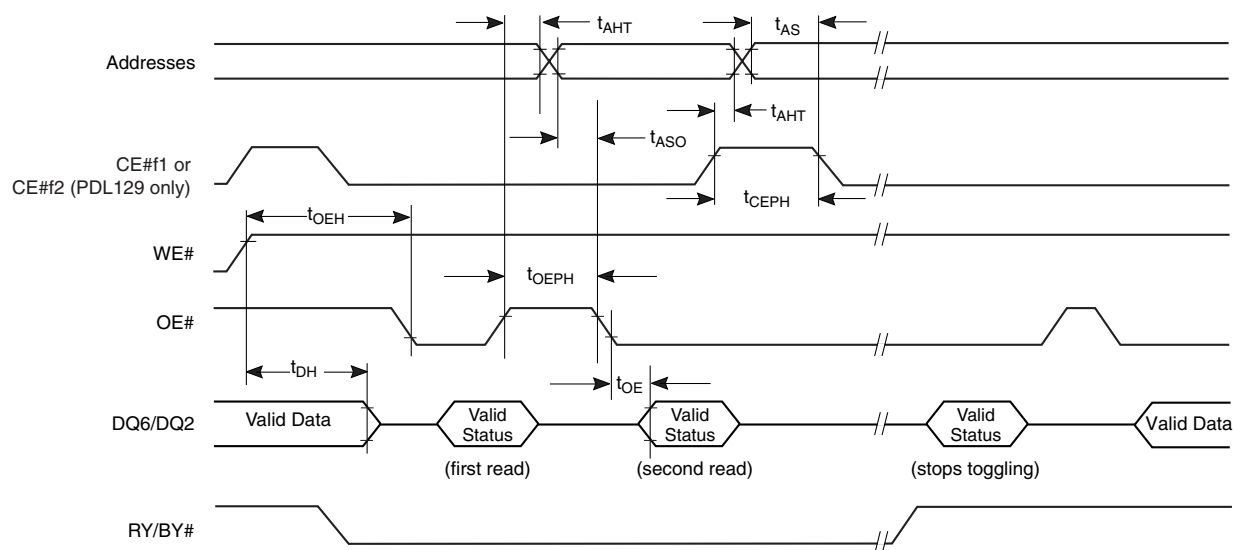 tAHT
tAS
Addresses
tAHT
tASO
CE#f1 or
CE#f2 (PDL129 only)
tCEPH
tOEH
WE#
tOEPH
OE#
tDH
tOE
DQ6/DQ2
Valid Data
Valid
Status
Valid
Status
Valid
Status
Valid Data
(first read)
(second read)
(stops toggling)
RY/BY#